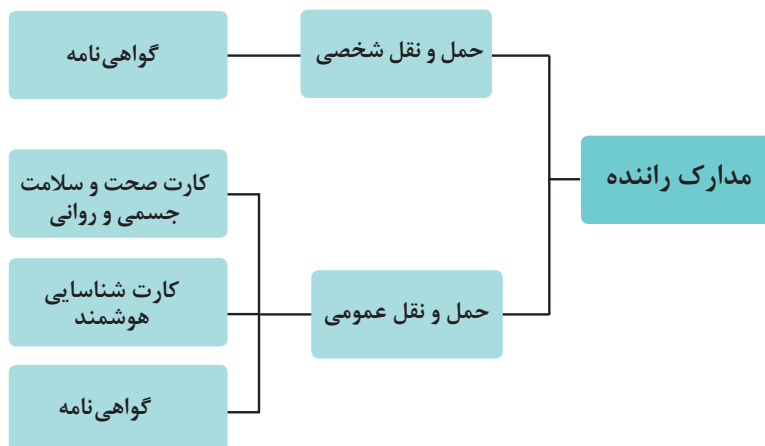 مدارک راننده
حمل و نقل شخصی
گواهی‌نامه
حمل و نقل عمومی
کارت صحت و سلامت
جسمی و روانی
کارت شناسایی
هوشمند
گواهی‌نامه